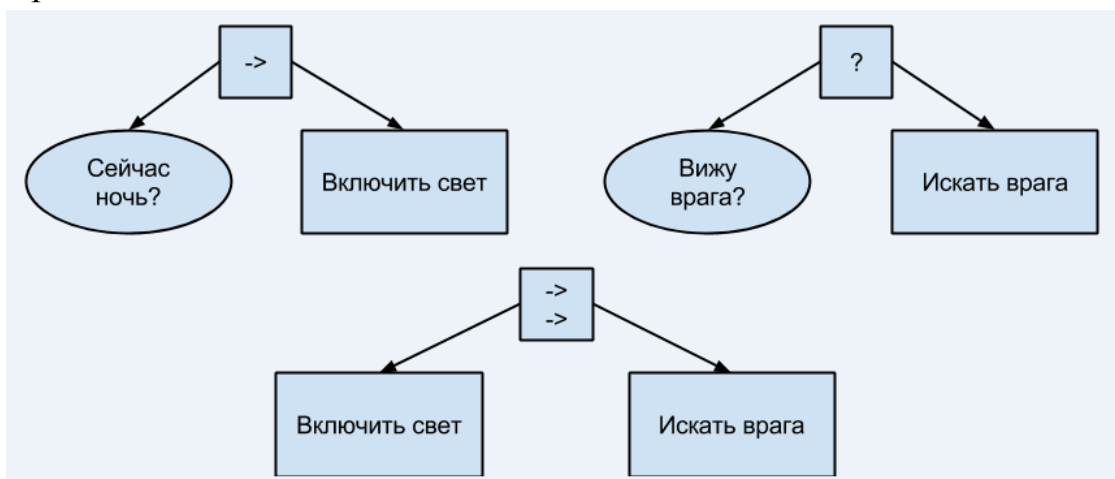 ->
?
Сейчас
ночь?
Включить свет
Вижу
врага?
Искать врага
->
->
Включить свет
Искать врага